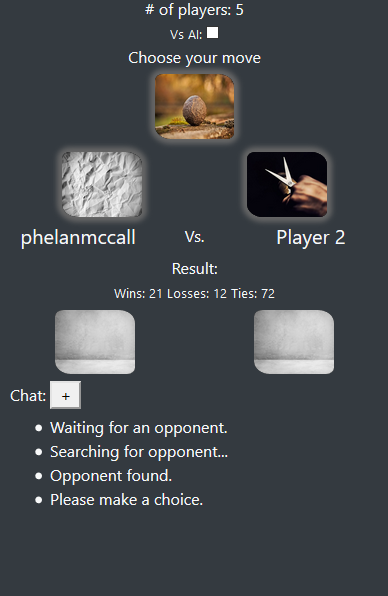 # of players: 5
Vs AI:
Choose your move
phelanmccall Vs. Player 2
Result:
Wins: 21 Losses: 12 Ties: 72
Chat: +
Waiting for an opponent.
Searching for opponent...
Opponent found.
Please make a choice.